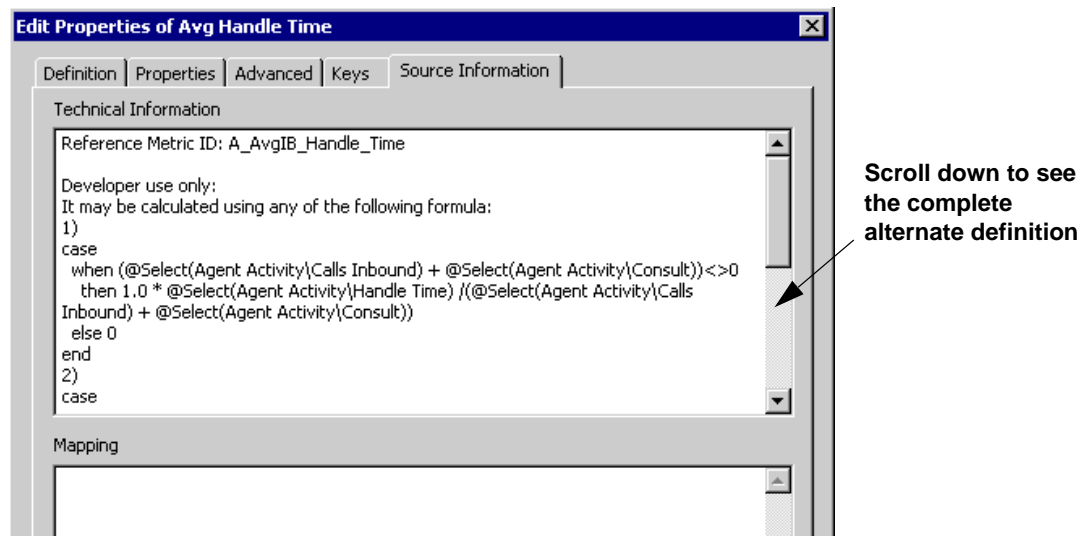 Edit Properties of Avg Handle Time
Definition Properties Advanced Keys Source Information
Technical Information
Reference Metric ID: A_AvgIB_Handle_Time
Developer use only:
It may be calculated using any of the following formula:
1)
case
when (@Select(Agent Activity\Calls Inbound) + @Select(Agent Activity\Consult))<>0
then 1.0 * @Select(Agent Activity\Handle Time) /(@Select(Agent Activity\Calls
Inbound) + @Select(Agent Activity\Consult))
else 0
end
2)
case
Mapping
Scroll down to see
the complete
alternate definition